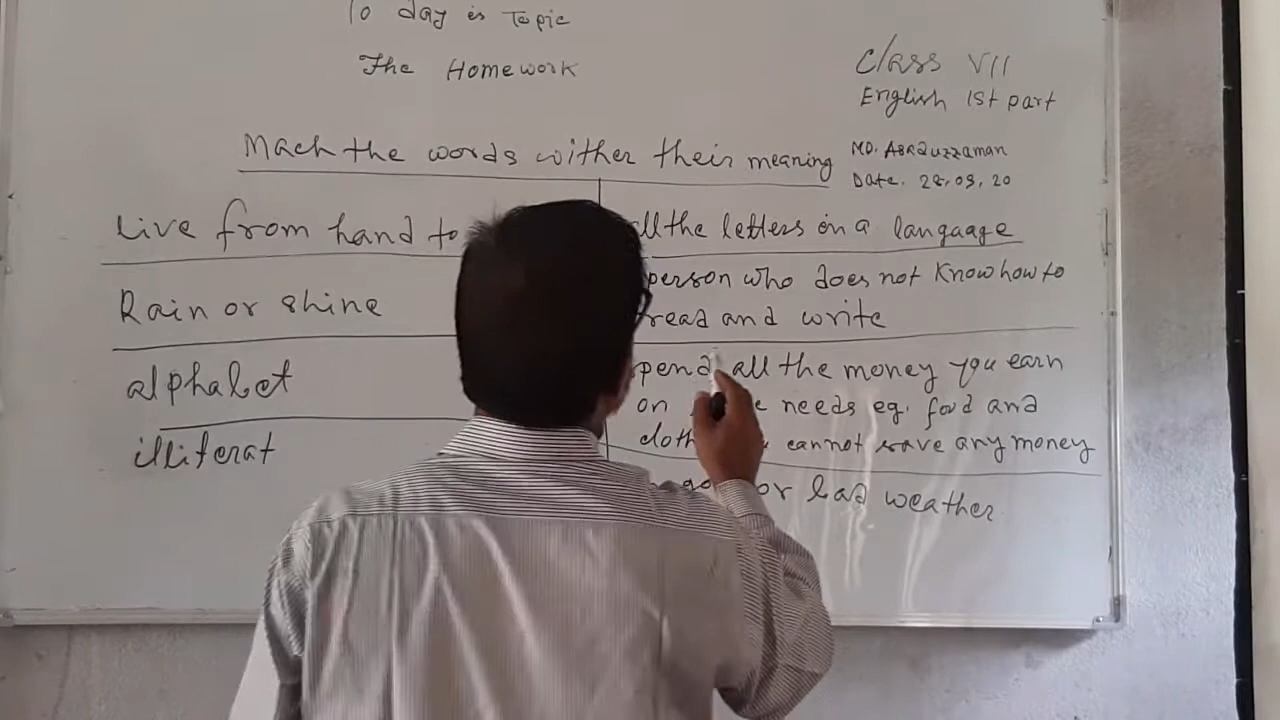 To day is Topic
The Homework
Class VII
English 1st part
Mach the words wither their meaning
MD. Asaduzzaman
Date. 28.09.20
Live from hand to
all the letters in a language
Rain or shine
person who does not know how to
read and write
alphabet
spend all the money you earn
on needs eg. food and
cannot save any money
illiterat
or bad weather